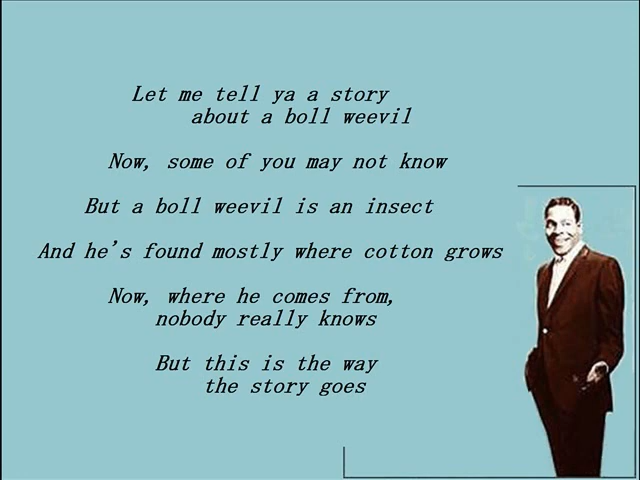 Let me tell ya a story
about a boll weevil
Now, some of you may not know
But a boll weevil is an insect
And he's found mostly where cotton grows
Now, where he comes from,
nobody really knows
But this is the way
the story goes